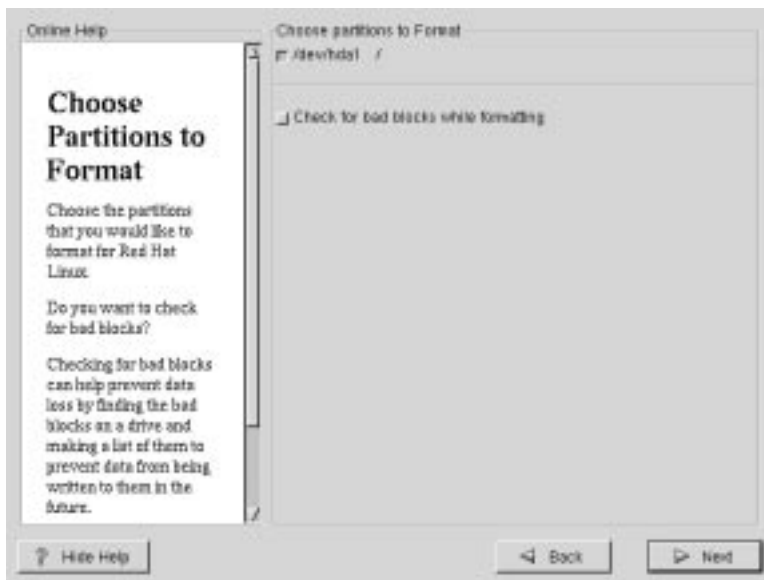 Online Help
Choose
Partitions to
Format
Choose the partitions
that you would like to
format for Red Hat
Linux.
Do you want to check
for bad blocks?
Checking for bad blocks
can help prevent data
loss by finding the bad
blocks on a drive and
making a list of them to
prevent data from being
written to them in the
future.
Choose partitions to Format
/dev/hda1 /
Check for bad blocks while formatting
? Hide Help
Back
Next